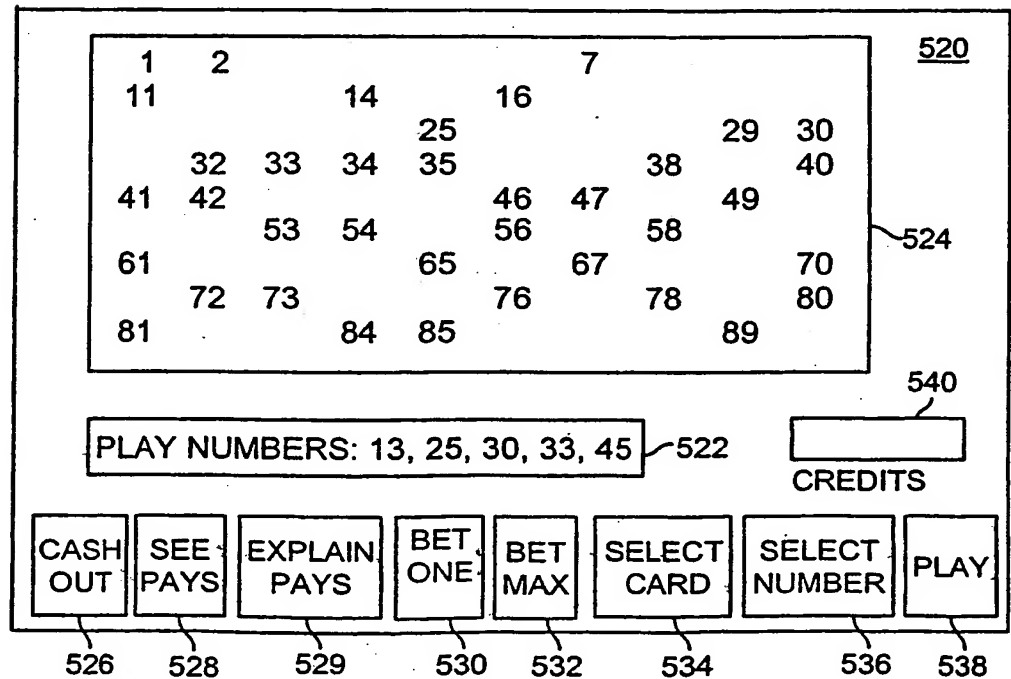 520
1 2 7
11 14 16
25 29 30
32 33 34 35 38 40
41 42 46 47 49
53 54 56 58
524
61 65 67 70
72 73 76 78 80
81 84 85 89
540
PLAY NUMBERS: 13, 25, 30, 33, 45
522
CREDITS
CASH OUT
SEE PAYS
EXPLAIN PAYS
BET ONE
BET MAX
SELECT CARD
SELECT NUMBER
PLAY
526 528 529 530 532 534 536 538